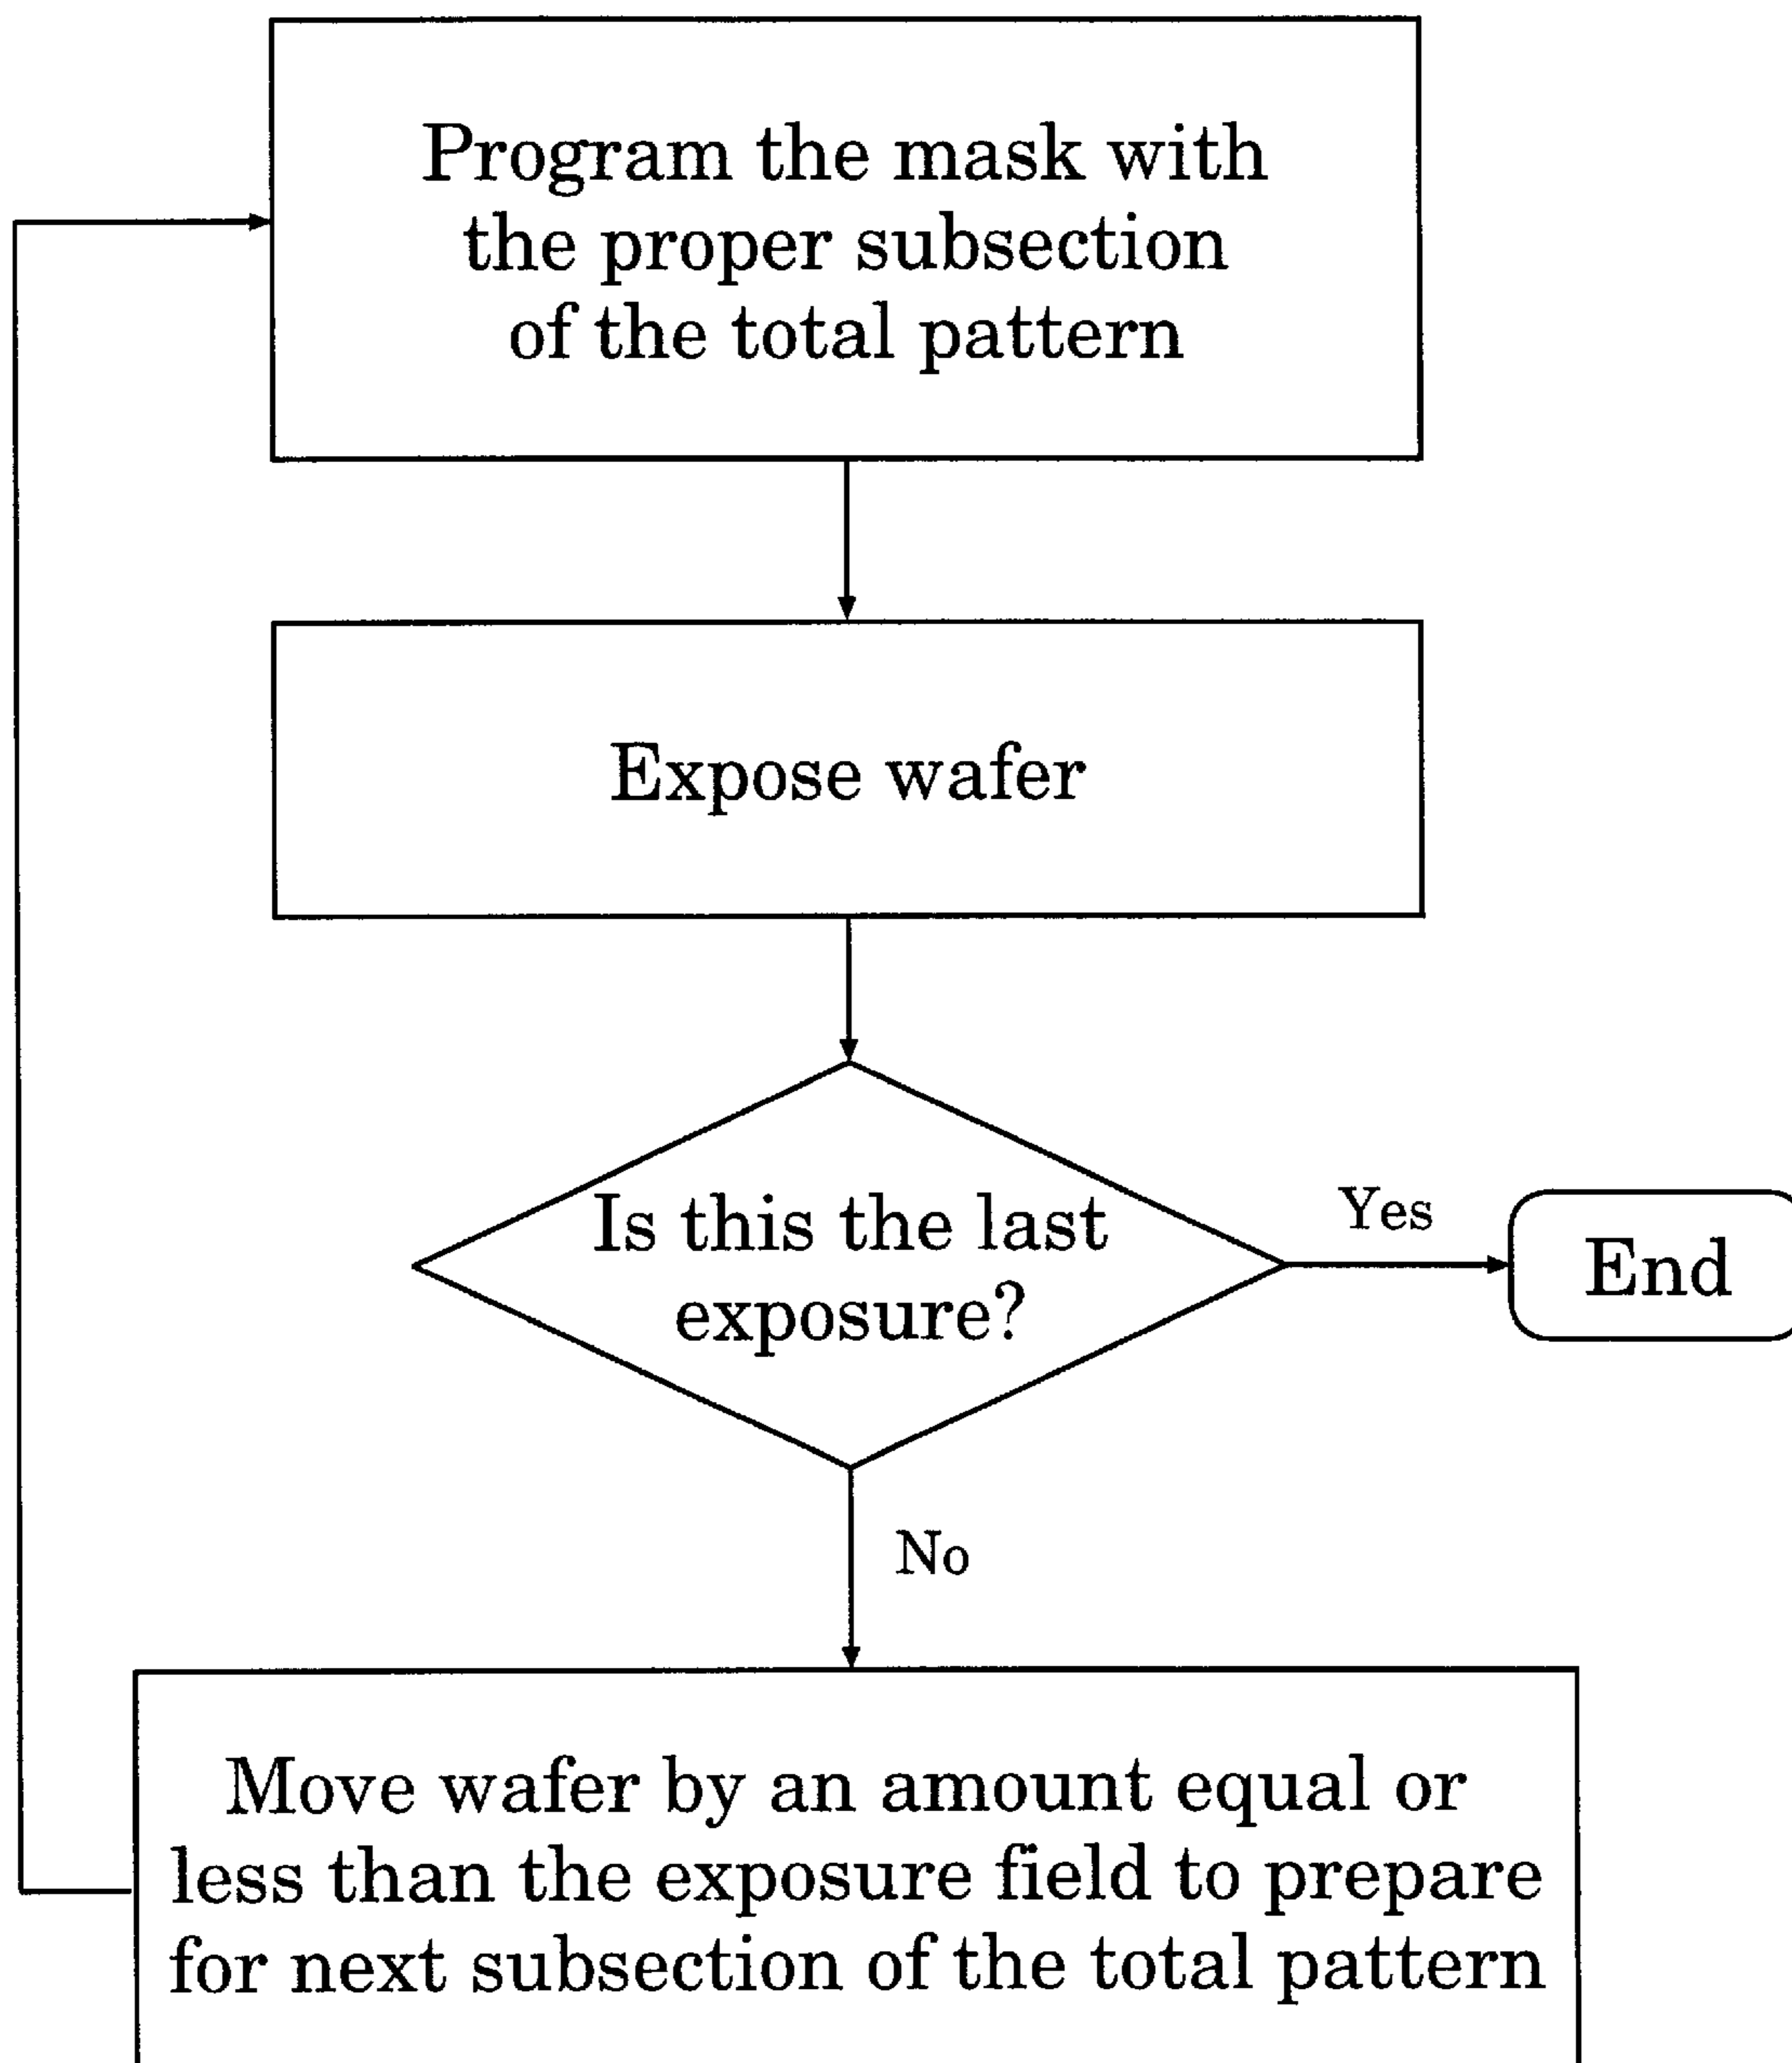 Program the mask with
the proper subsection
of the total pattern
Expose wafer
Is this the last
exposure?
Yes
End
No
Move wafer by an amount equal or
less than the exposure field to prepare
for next subsection of the total pattern